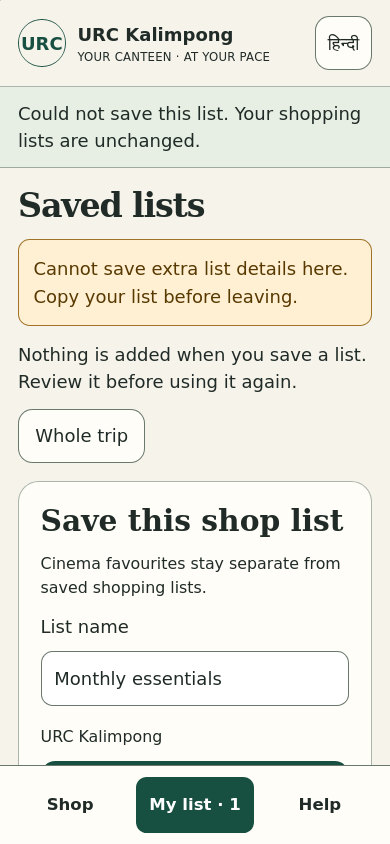 URC
URC Kalimpong
YOUR CANTEEN · AT YOUR PACE
हिन्दी
Could not save this list. Your shopping
lists are unchanged.
Saved lists
Cannot save extra list details here.
Copy your list before leaving.
Nothing is added when you save a list.
Review it before using it again.
Whole trip
Save this shop list
Cinema favourites stay separate from
saved shopping lists.
List name
Monthly essentials
URC Kalimpong
Shop
My list · 1
Help